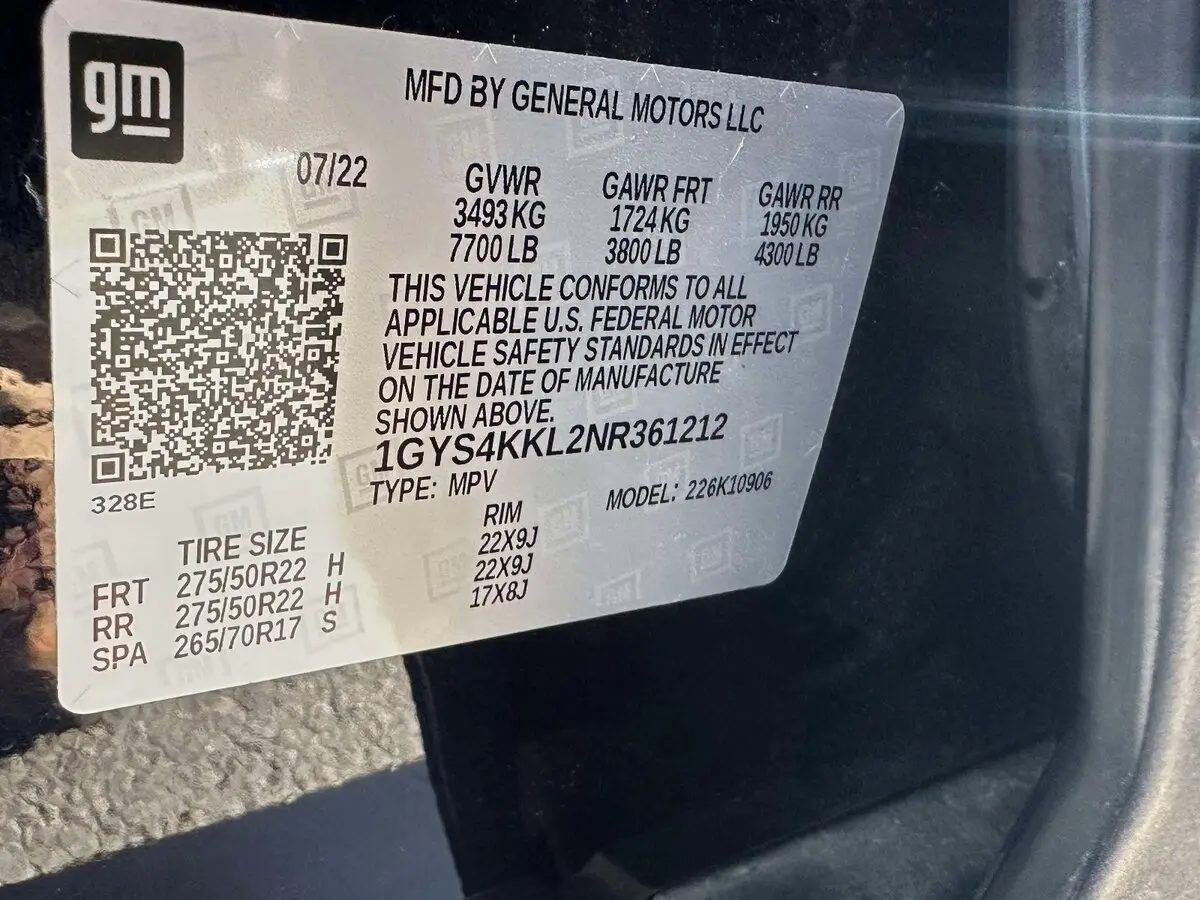 gm
MFD BY GENERAL MOTORS LLC
07/22
GVWR GAWR FRT GAWR RR
3493 KG 1724 KG 1950 KG
7700 LB 3800 LB 4300 LB
THIS VEHICLE CONFORMS TO ALL
APPLICABLE U.S. FEDERAL MOTOR
VEHICLE SAFETY STANDARDS IN EFFECT
ON THE DATE OF MANUFACTURE
SHOWN ABOVE.
1GYS4KKL2NR361212
TYPE: MPV MODEL: 226K10906
328E
TIRE SIZE RIM
FRT 275/50R22 H 22X9J
RR 275/50R22 H 22X9J
SPA 265/70R17 S 17X8J